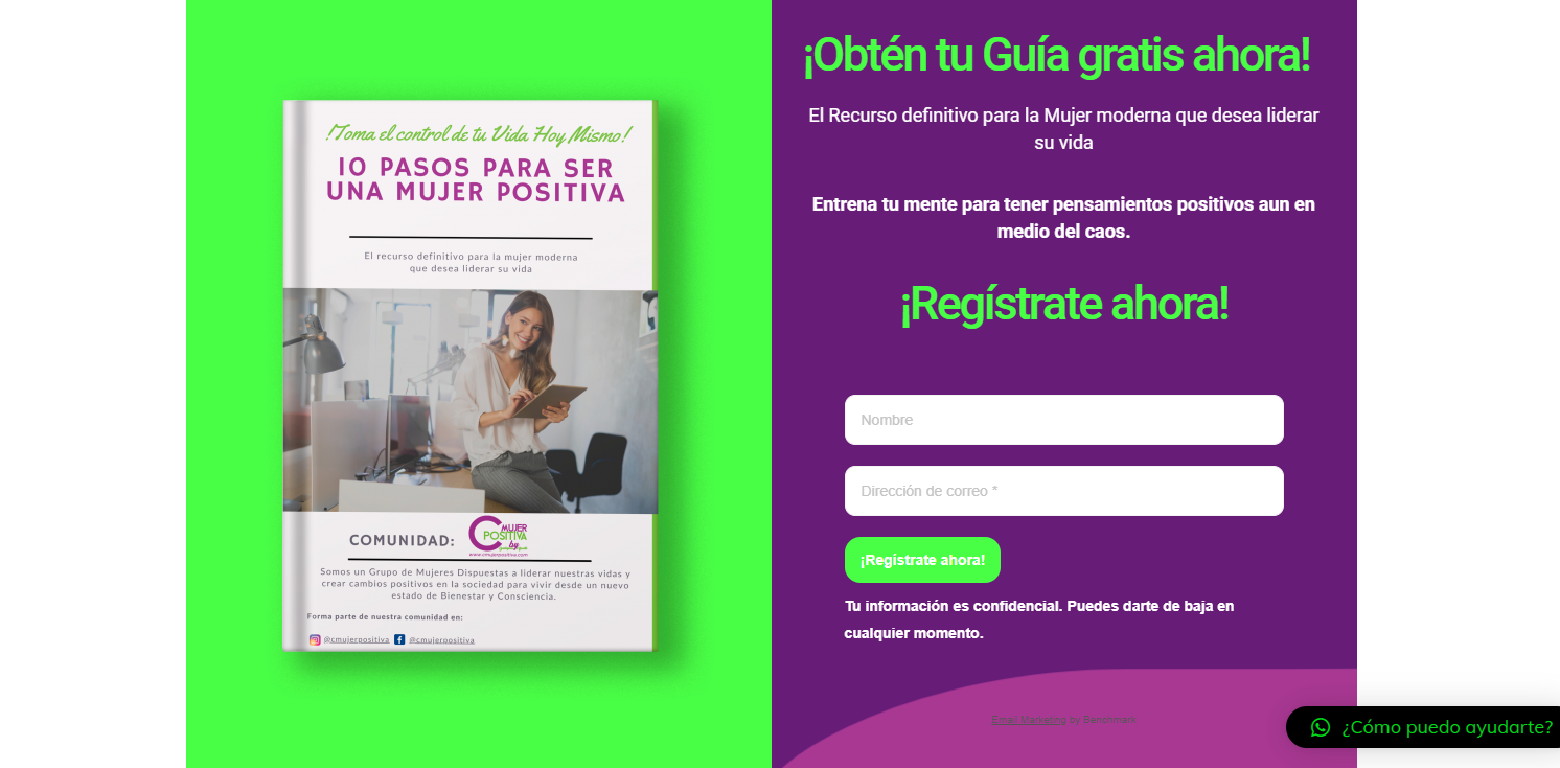 !Toma el control de tu Vida Hoy Mismo!
10 PASOS PARA SER
UNA MUJER POSITIVA
El recurso definitivo para la mujer moderna
que desea liderar su vida
COMUNIDAD:
MUJER
POSITIVA
by
www.cmujerpositiva.com
Somos un Grupo de Mujeres Dispuestas a liderar nuestras vidas y
crear cambios positivos en la sociedad para vivir desde un nuevo
estado de Bienestar y Consciencia.
Forma parte de nuestra comunidad en:
@cmujerpositiva @cmujerpositiva
¡Obtén tu Guía gratis ahora!
El Recurso definitivo para la Mujer moderna que desea liderar
su vida
Entrena tu mente para tener pensamientos positivos aun en
medio del caos.
¡Regístrate ahora!
Nombre
Dirección de correo *
¡Registrate ahora!
Tu información es confidencial. Puedes darte de baja en
cualquier momento.
Email Marketing by Benchmark
¿Cómo puedo ayudarte?